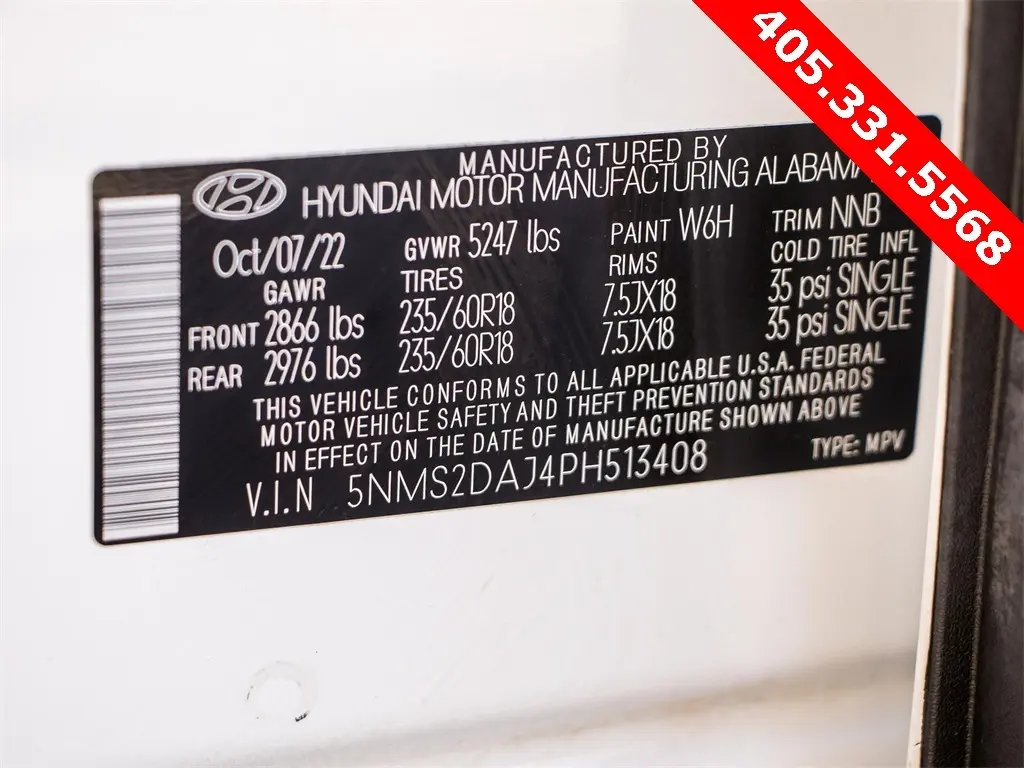 405.331.5568
MANUFACTURED BY
HYUNDAI MOTOR MANUFACTURING ALABAMA
Oct/07/22 GVWR 5247 lbs PAINT W6H TRIM NNB
GAWR TIRES RIMS COLD TIRE INFL
FRONT 2866 lbs 235/60R18 7.5JX18 35 psi SINGLE
REAR 2976 lbs 235/60R18 7.5JX18 35 psi SINGLE
THIS VEHICLE CONFORMS TO ALL APPLICABLE U.S.A. FEDERAL
MOTOR VEHICLE SAFETY AND THEFT PREVENTION STANDARDS
IN EFFECT ON THE DATE OF MANUFACTURE SHOWN ABOVE
V.I.N 5NMS2DAJ4PH513408 TYPE: MPV